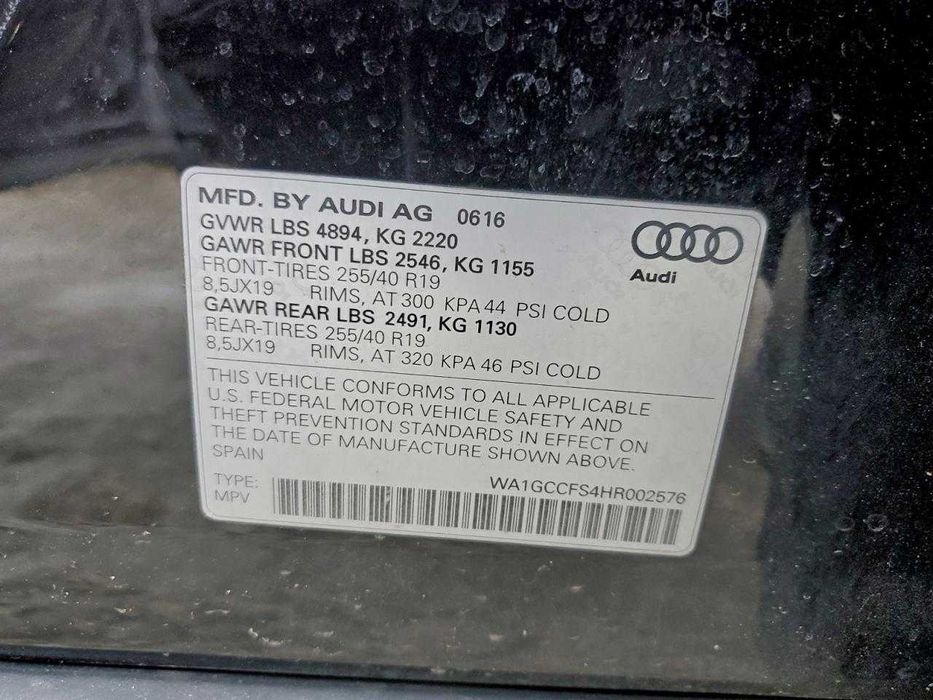 MFD. BY AUDI AG 0616
GVWR LBS 4894, KG 2220
GAWR FRONT LBS 2546, KG 1155
FRONT-TIRES 255/40 R19
8,5JX19 RIMS, AT 300 KPA 44 PSI COLD
GAWR REAR LBS 2491, KG 1130
REAR-TIRES 255/40 R19
8,5JX19 RIMS, AT 320 KPA 46 PSI COLD
Audi
THIS VEHICLE CONFORMS TO ALL APPLICABLE
U.S. FEDERAL MOTOR VEHICLE SAFETY AND
THEFT PREVENTION STANDARDS IN EFFECT ON
THE DATE OF MANUFACTURE SHOWN ABOVE.
SPAIN
WA1GCCFS4HR002576
TYPE:
MPV